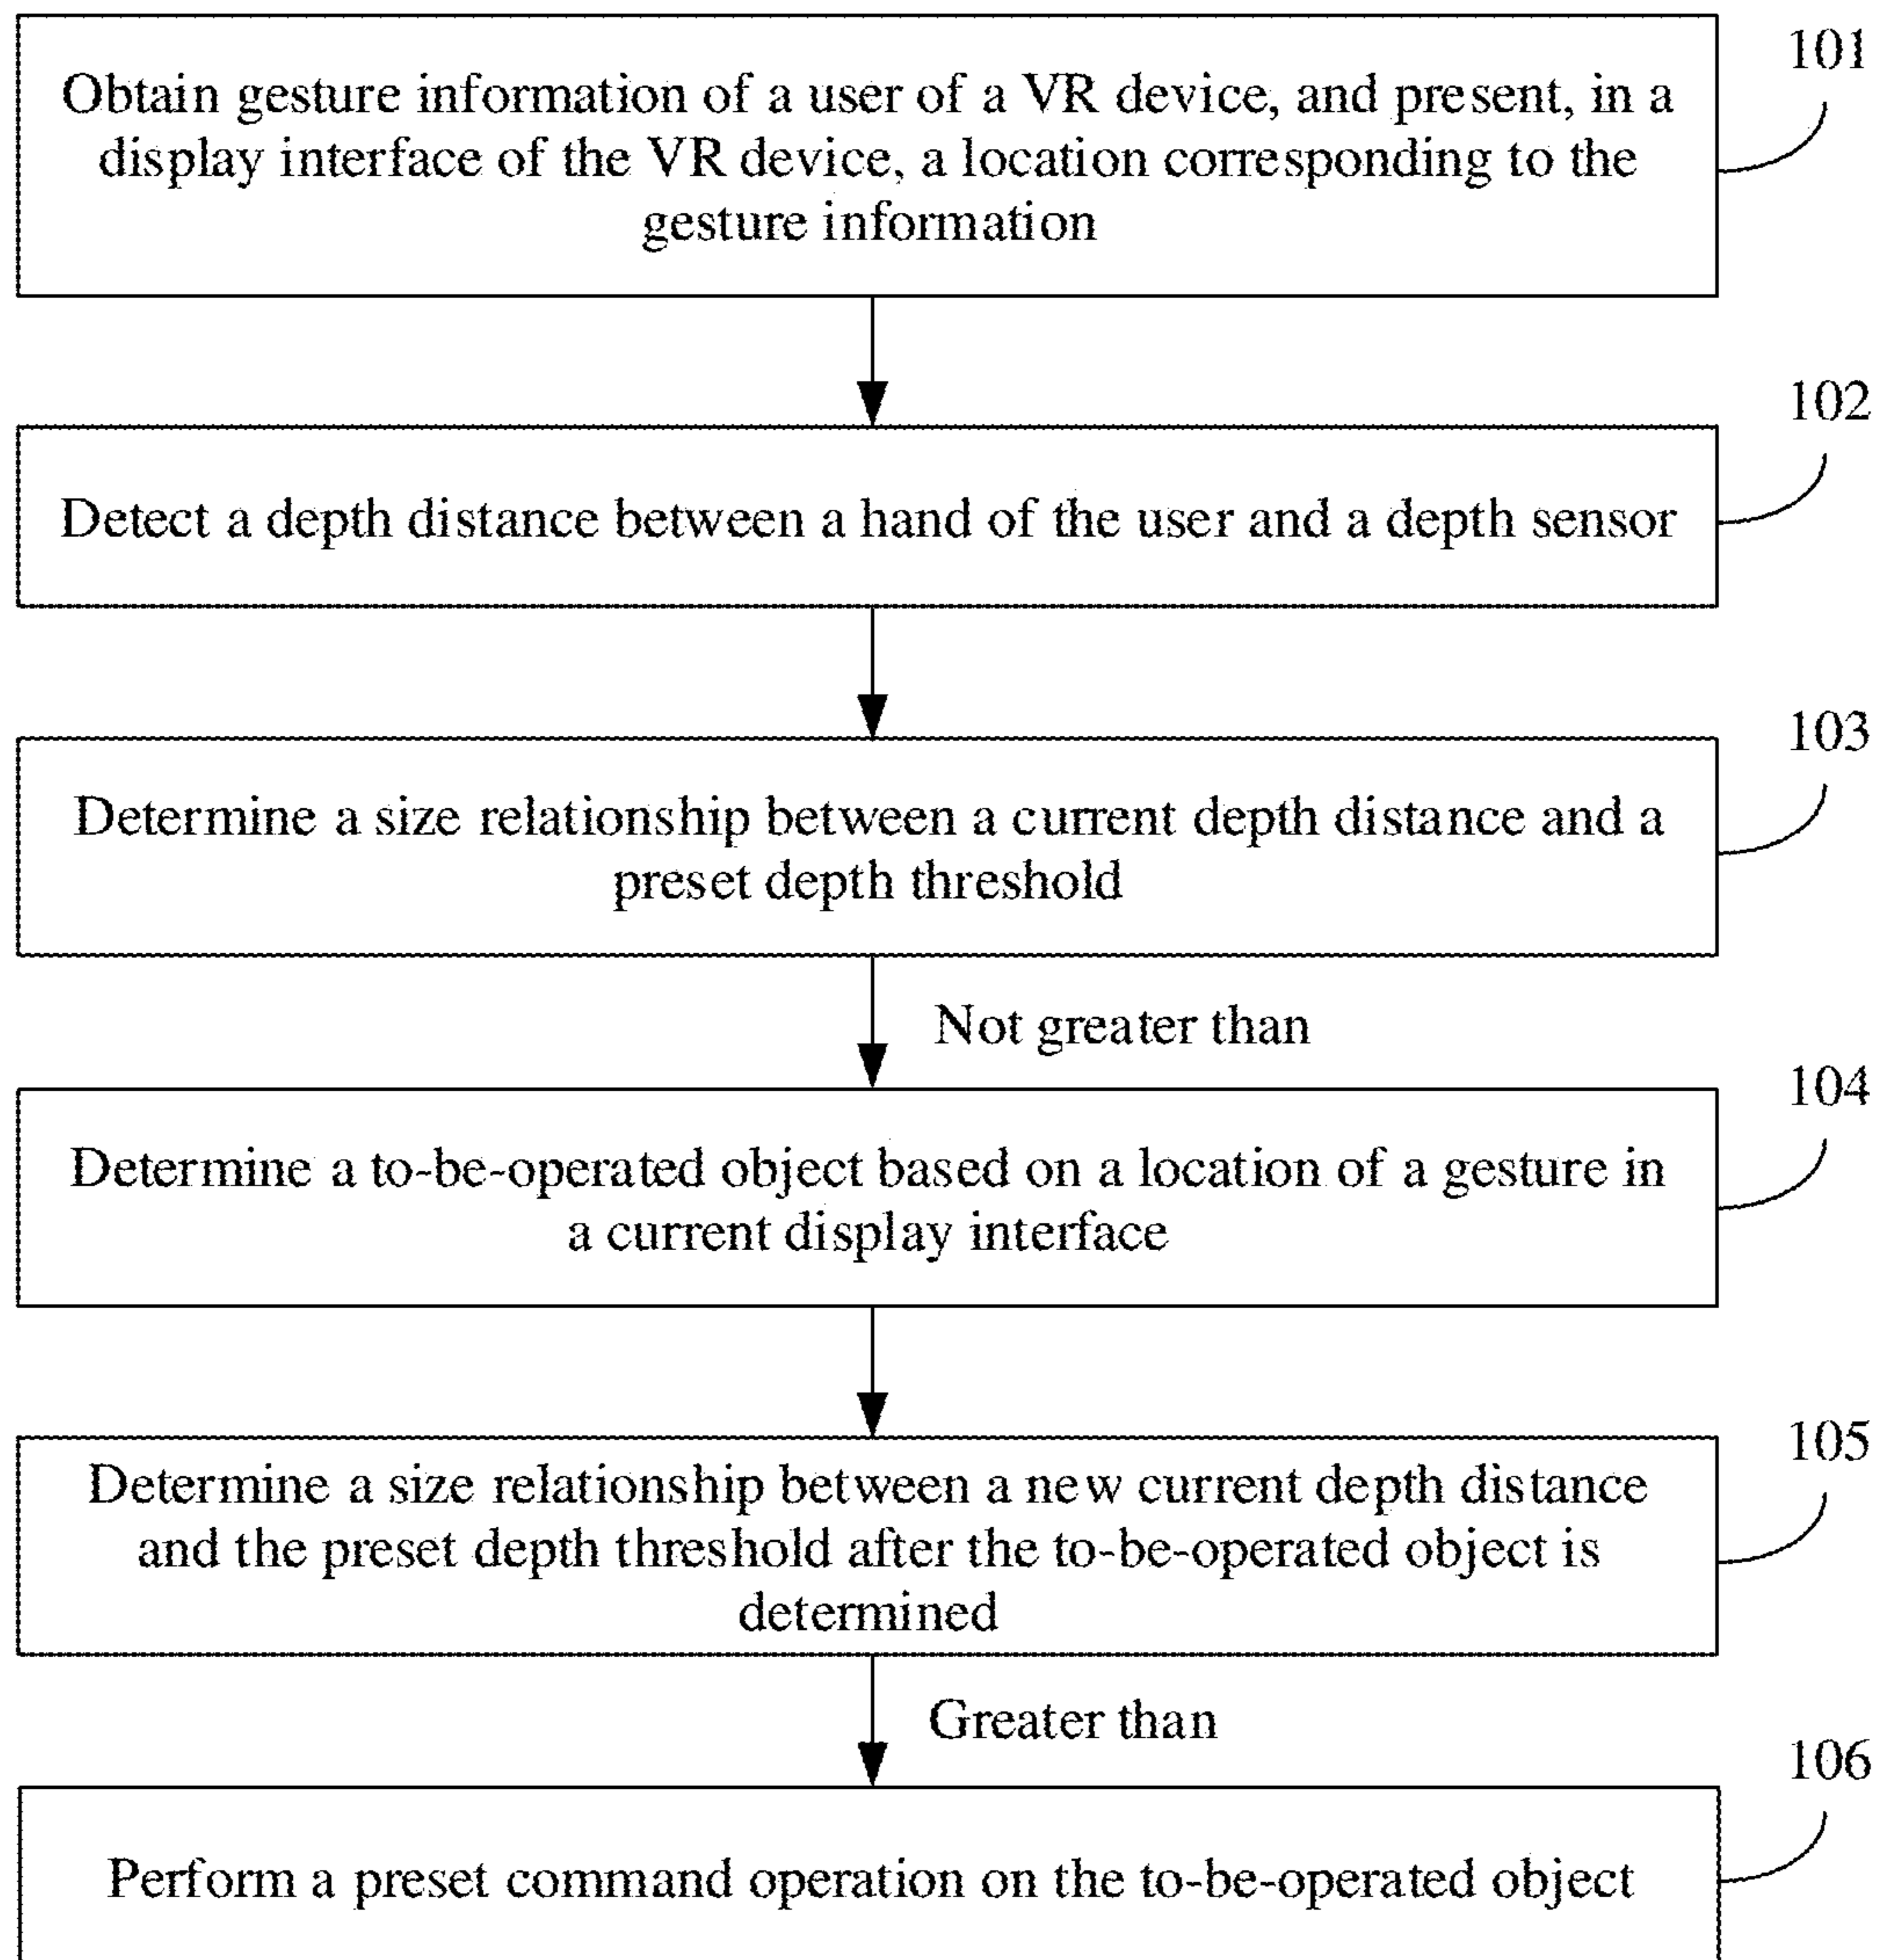 101
Obtain gesture information of a user of a VR device, and present, in a
display interface of the VR device, a location corresponding to the
gesture information
102
Detect a depth distance between a hand of the user and a depth sensor
103
Determine a size relationship between a current depth distance and a
preset depth threshold
Not greater than
104
Determine a to-be-operated object based on a location of a gesture in
a current display interface
105
Determine a size relationship between a new current depth distance
and the preset depth threshold after the to-be-operated object is
determined
Greater than
106
Perform a preset command operation on the to-be-operated object